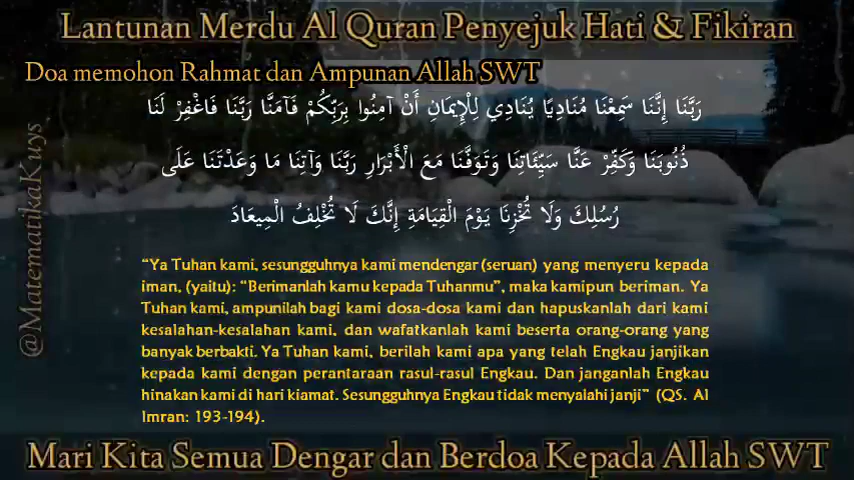 Lantunan Merdu Al Quran Penyejuk Hati & Fikiran
Doa memohon Rahmat dan Ampunan Allah SWT
رَبَّنَا إِنَّنَا سَمِعْنَا مُنَادِيًا يُنَادِي لِلْإِيمَانِ أَنْ آمِنُوا بِرَبِّكُمْ فَآمَنَّا رَبَّنَا فَاغْفِرْ لَنَا
ذُنُوبَنَا وَكَفِّرْ عَنَّا سَيِّئَاتِنَا وَتَوَفَّنَا مَعَ الْأَبْرَارِ رَبَّنَا وَآتِنَا مَا وَعَدْتَنَا عَلَى
رُسُلِكَ وَلَا تُخْزِنَا يَوْمَ الْقِيَامَةِ إِنَّكَ لَا تُخْلِفُ الْمِيعَادَ
@MatematikaKuys
“Ya Tuhan kami, sesungguhnya kami mendengar (seruan) yang menyeru kepada
iman, (yaitu): “Berimanlah kamu kepada Tuhanmu”, maka kamipun beriman. Ya
Tuhan kami, ampunilah bagi kami dosa-dosa kami dan hapuskanlah dari kami
kesalahan-kesalahan kami, dan wafatkanlah kami beserta orang-orang yang
banyak berbakti. Ya Tuhan kami, berilah kami apa yang telah Engkau janjikan
kepada kami dengan perantaraan rasul-rasul Engkau. Dan janganlah Engkau
hinakan kami di hari kiamat. Sesungguhnya Engkau tidak menyalahi janji” (QS. Al
Imran: 193-194).
Mari Kita Semua Dengar dan Berdoa Kepada Allah SWT